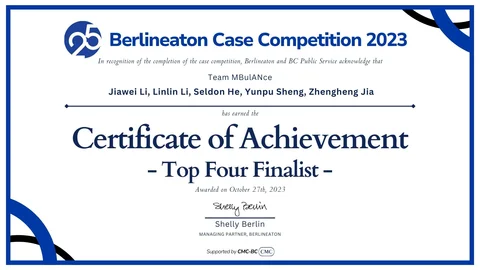 25
Berlineaton Case Competition 2023
In recognition of the completion of the case competition, Berlineaton and BC Public Service acknowledge that
Team MBulANce
Jiawei Li, Linlin Li, Seldon He, Yunpu Sheng, Zhengheng Jia
has earned the
Certificate of Achievement
- Top Four Finalist -
Awarded on October 27th, 2023
Shelly Berlin
Shelly Berlin
MANAGING PARTNER, BERLINEATON
Supported by CMC-BC CMC